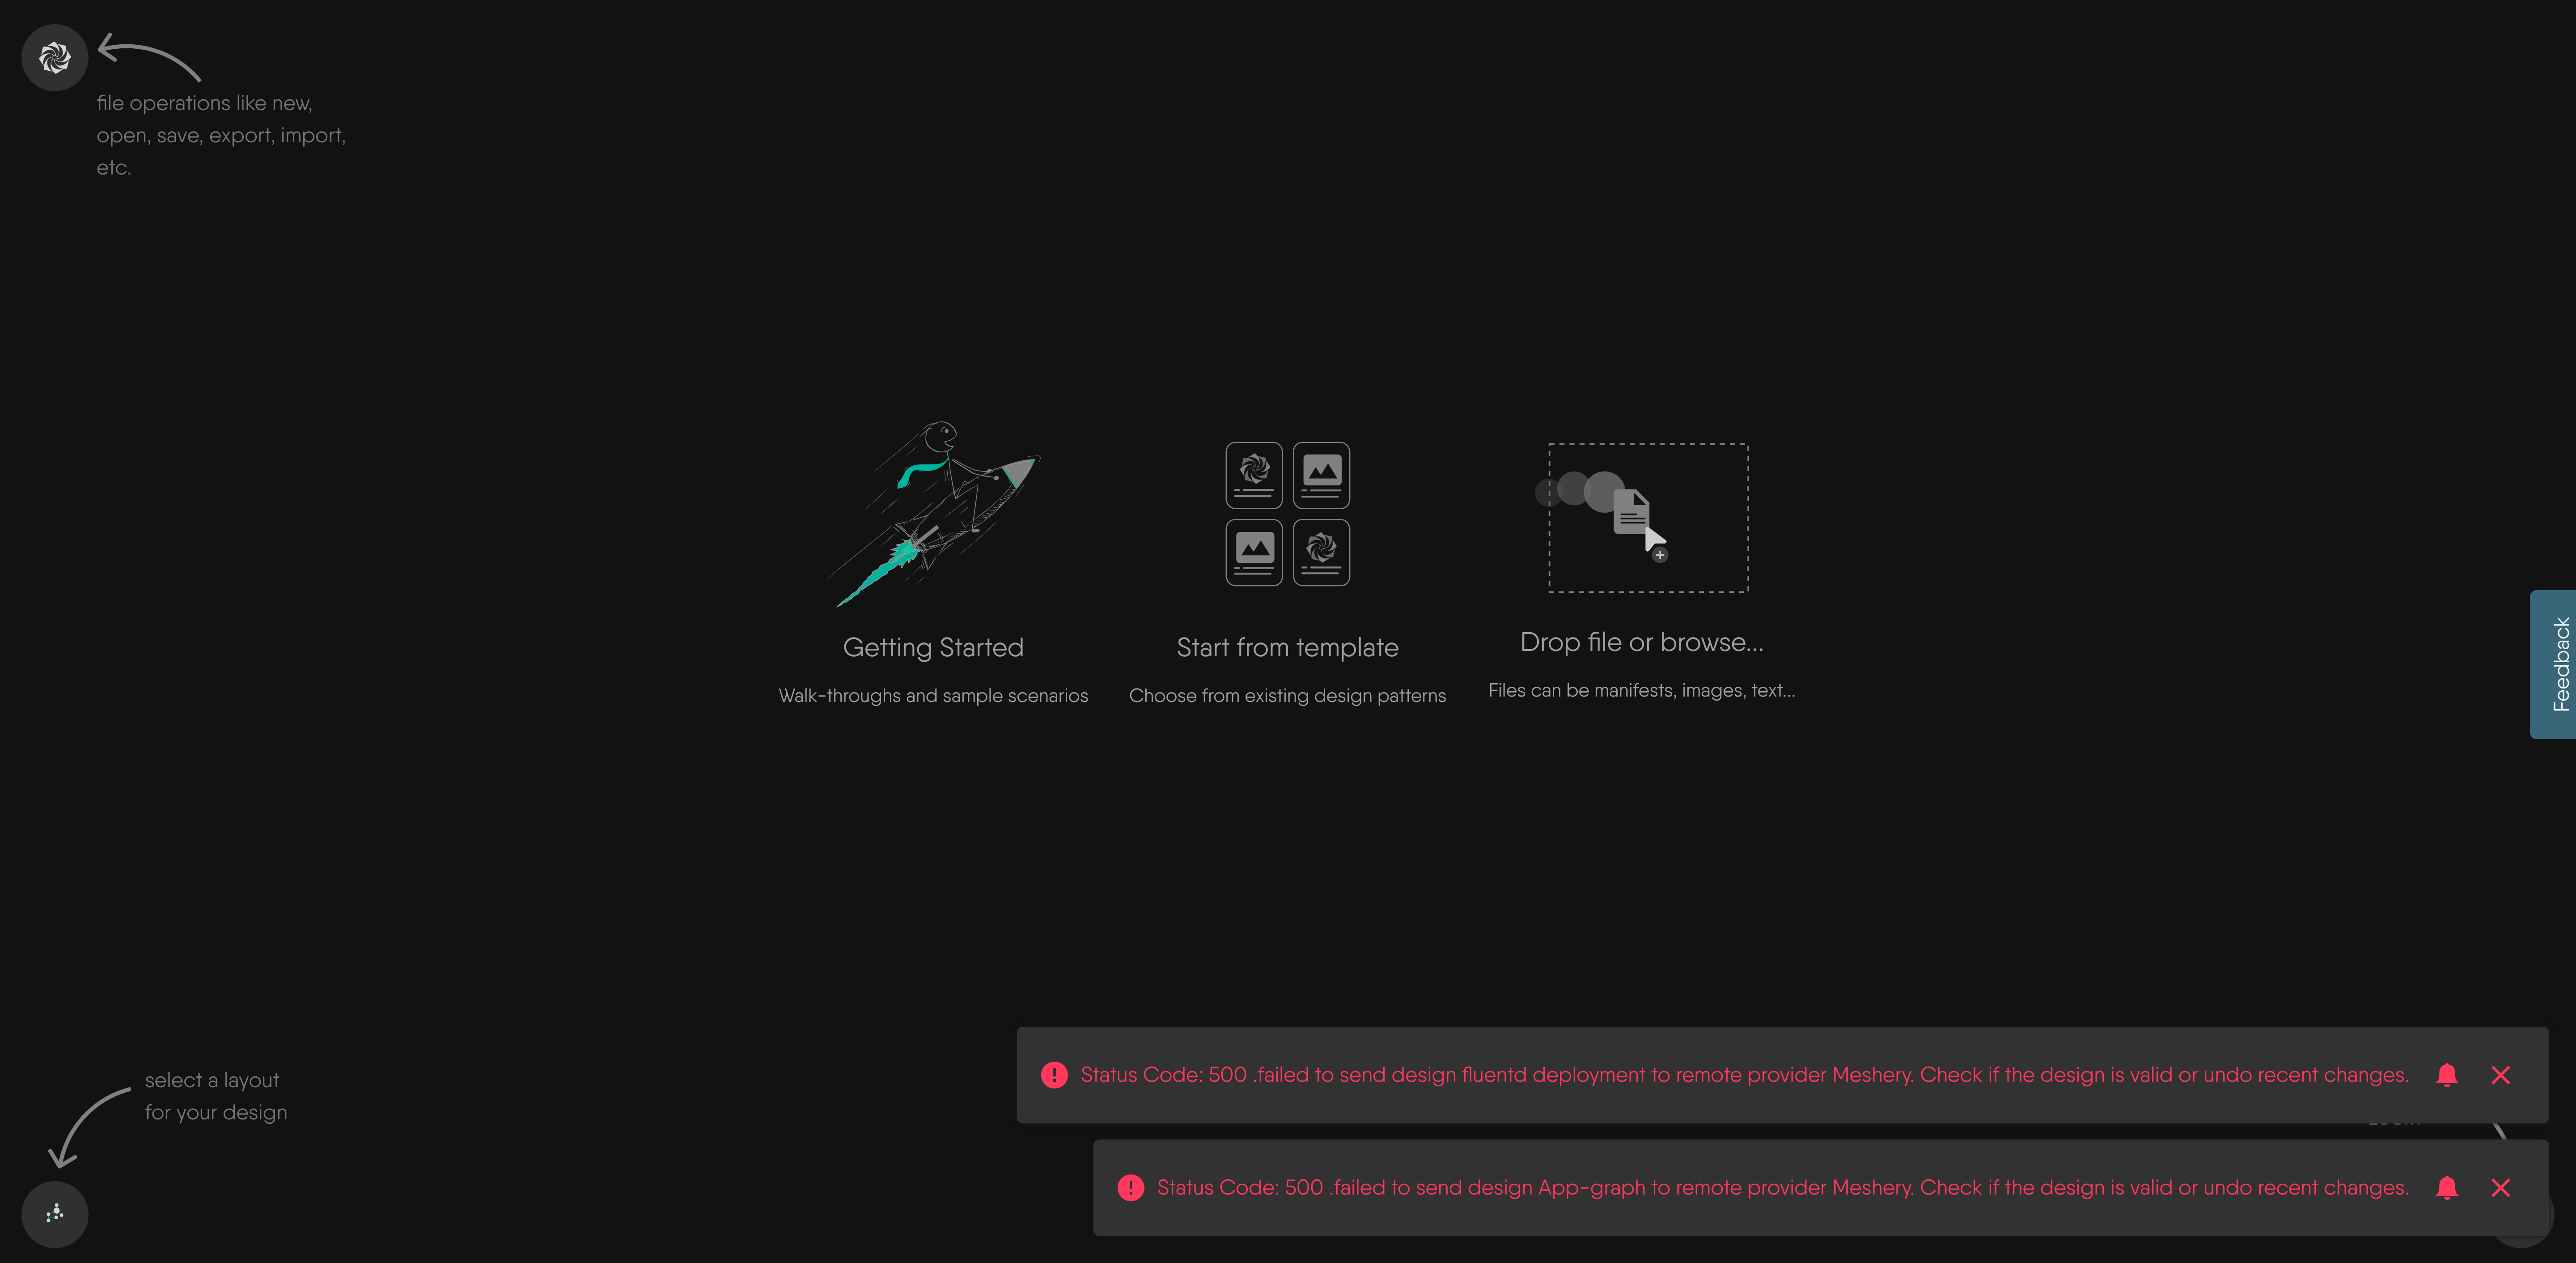 file operations like new,
open, save, export, import,
etc.
Getting Started
Walk-throughs and sample scenarios
Start from template
Choose from existing design patterns
Drop file or browse...
Files can be manifests, images, text...
Feedback
select a layout
for your design
Status Code: 500 .failed to send design fluentd deployment to remote provider Meshery. Check if the design is valid or undo recent changes.
Status Code: 500 .failed to send design App-graph to remote provider Meshery. Check if the design is valid or undo recent changes.